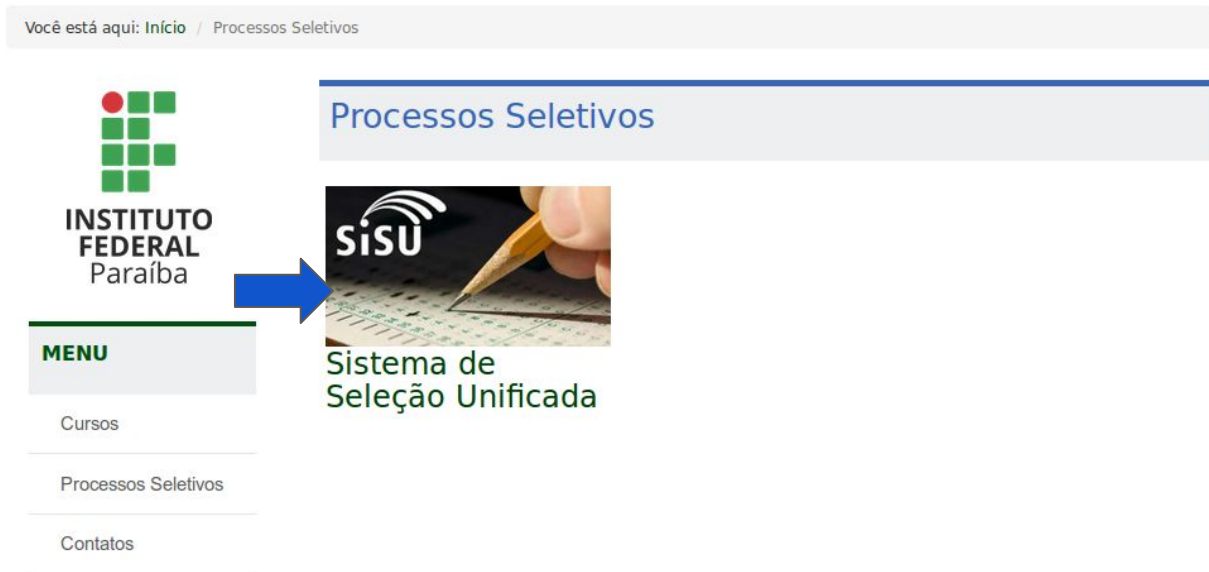 Você está aqui: Início / Processos Seletivos
INSTITUTO
FEDERAL
Paraíba
MENU
Cursos
Processos Seletivos
Contatos
Processos Seletivos
sisu
Sistema de
Seleção Unificada